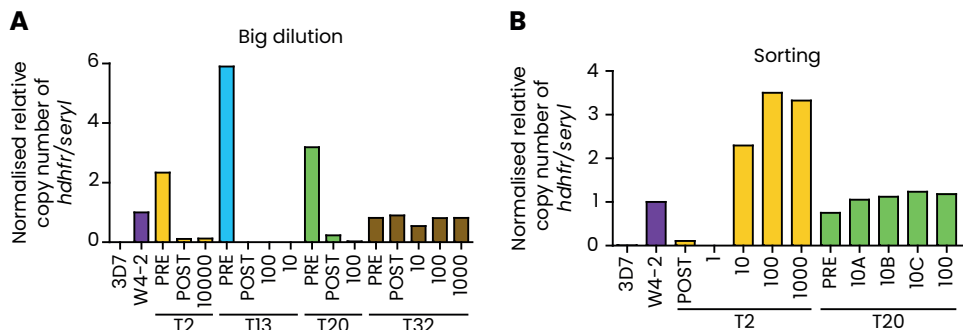 A
Big dilution
Normalised relative
copy number of
hdhfr/seryl
6
4
2
0
3D7
W4-2
PRE
POST
10000
PRE
POST
100
10
PRE
POST
100
PRE
POST
10
100
1000
T2
T13
T20
T32
B
Sorting
Normalised relative
copy number of
hdhfr/seryl
4
3
2
1
0
3D7
W4-2
POST
1
10
100
1000
PRE
10A
10B
10C
100
T2
T20